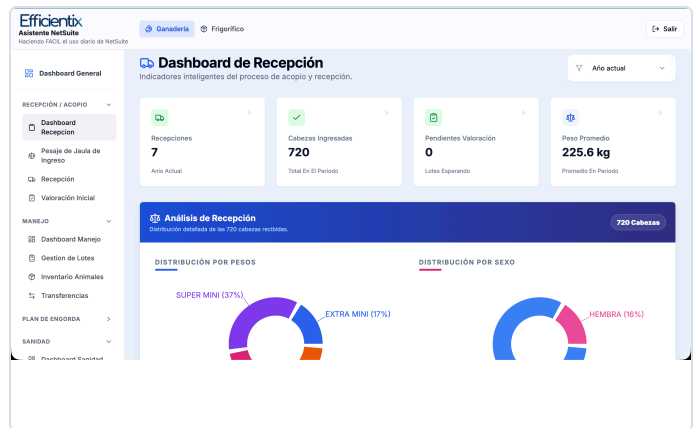 Efficientix
Asistente NetSuite
Haciendo FACIL el uso diario de NetSuite
Ganadería
Frigorífico
Salir
Dashboard General
RECEPCIÓN / ACOPIO
Dashboard
Recepcion
Pesaje de Jaula de
Ingreso
Recepción
Valoración Inicial
MANEJO
Dashboard Manejo
Gestion de Lotes
Inventario Animales
Transferencias
PLAN DE ENGORDA
SANIDAD
Dashboard Sanidad
Dashboard de Recepción
Indicadores inteligentes del proceso de acopio y recepción.
Año actual
Recepciones
7
Anio Actual
Cabezas Ingresadas
720
Total En El Periodo
Pendientes Valoración
0
Lotes Esperando
Peso Promedio
225.6 kg
Promedio En Periodo
Análisis de Recepción
Distribución detallada de las 720 cabezas recibidas.
720 Cabezas
DISTRIBUCIÓN POR PESOS
SUPER MINI (37%)
EXTRA MINI (17%)
DISTRIBUCIÓN POR SEXO
HEMBRA (16%)